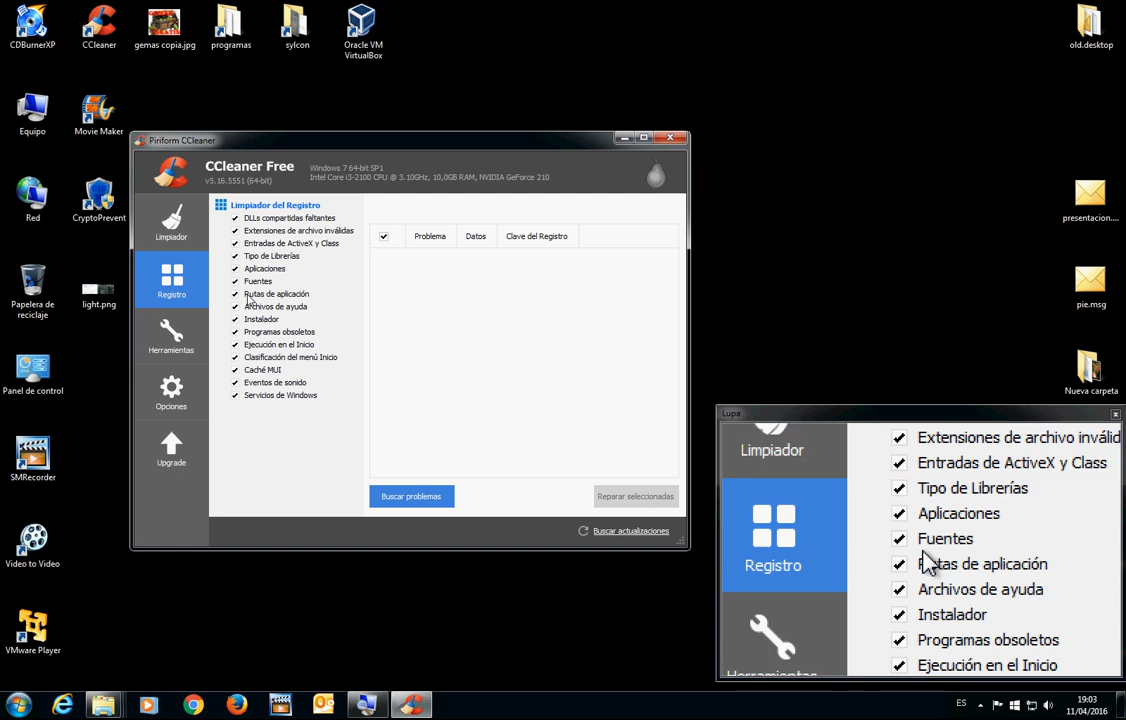 CDBurnerXP
CCleaner
gemas copia.jpg
programas
sylcon
Oracle VM
VirtualBox
old.desktop
Equipo
Movie Maker
Red
CryptoPrevent
presentacion....
Papelera de
reciclaje
light.png
pie.msg
Panel de control
Nueva carpeta
SMRecorder
Video to Video
VMware Player
Piriform CCleaner
CCleaner Free
v5.16.5551 (64-bit)
Windows 7 64-bit SP1
Intel Core i3-2100 CPU @ 3.10GHz, 10,0GB RAM, NVIDIA GeForce 210
Limpiador
Registro
Herramientas
Opciones
Upgrade
Limpiador del Registro
DLLs compartidas faltantes
Extensiones de archivo inválidas
Entradas de ActiveX y Class
Tipo de Librerías
Aplicaciones
Fuentes
Rutas de aplicación
Archivos de ayuda
Instalador
Programas obsoletos
Ejecución en el Inicio
Clasificación del menú Inicio
Caché MUI
Eventos de sonido
Servicios de Windows
Problema
Datos
Clave del Registro
Buscar problemas
Reparar seleccionadas
Buscar actualizaciones
Lupa
Limpiador
Registro
Herramientas
Extensiones de archivo inválid
Entradas de ActiveX y Class
Tipo de Librerías
Aplicaciones
Fuentes
Rutas de aplicación
Archivos de ayuda
Instalador
Programas obsoletos
Ejecución en el Inicio
ES
19:03
11/04/2016